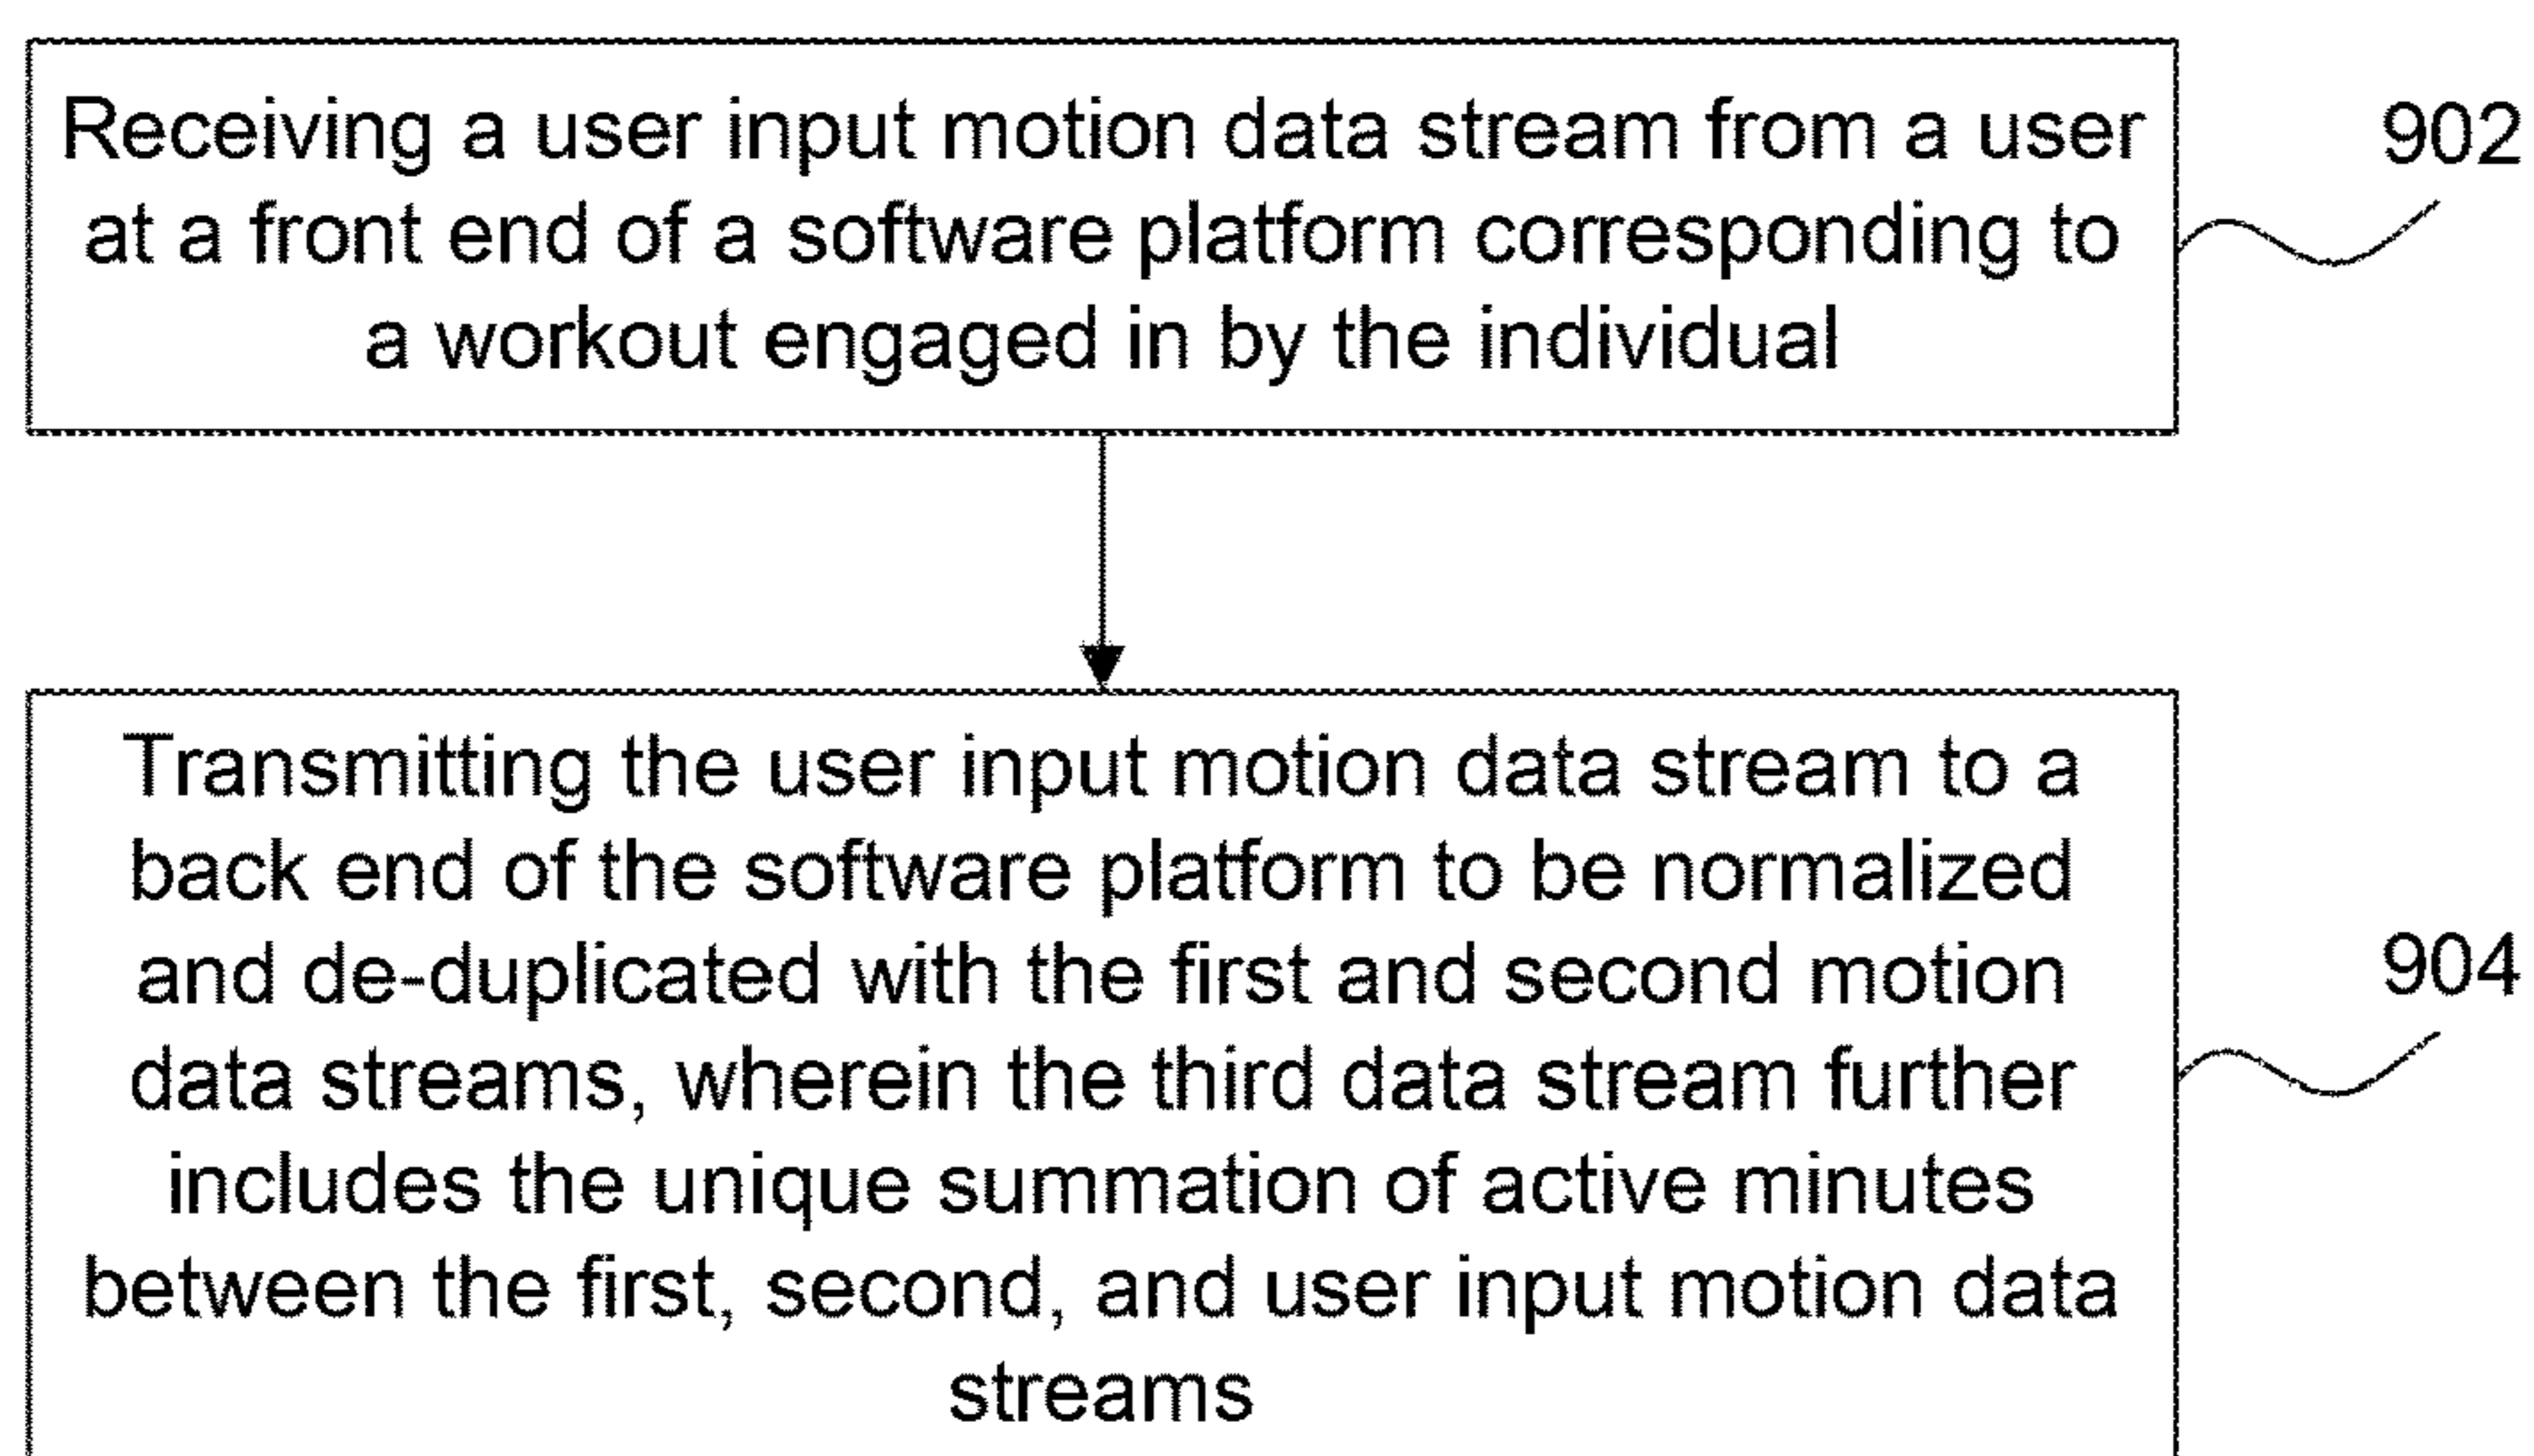 Receiving a user input motion data stream from a user
at a front end of a software platform corresponding to
a workout engaged in by the individual
902
Transmitting the user input motion data stream to a
back end of the software platform to be normalized
and de-duplicated with the first and second motion
data streams, wherein the third data stream further
includes the unique summation of active minutes
between the first, second, and user input motion data
streams
904